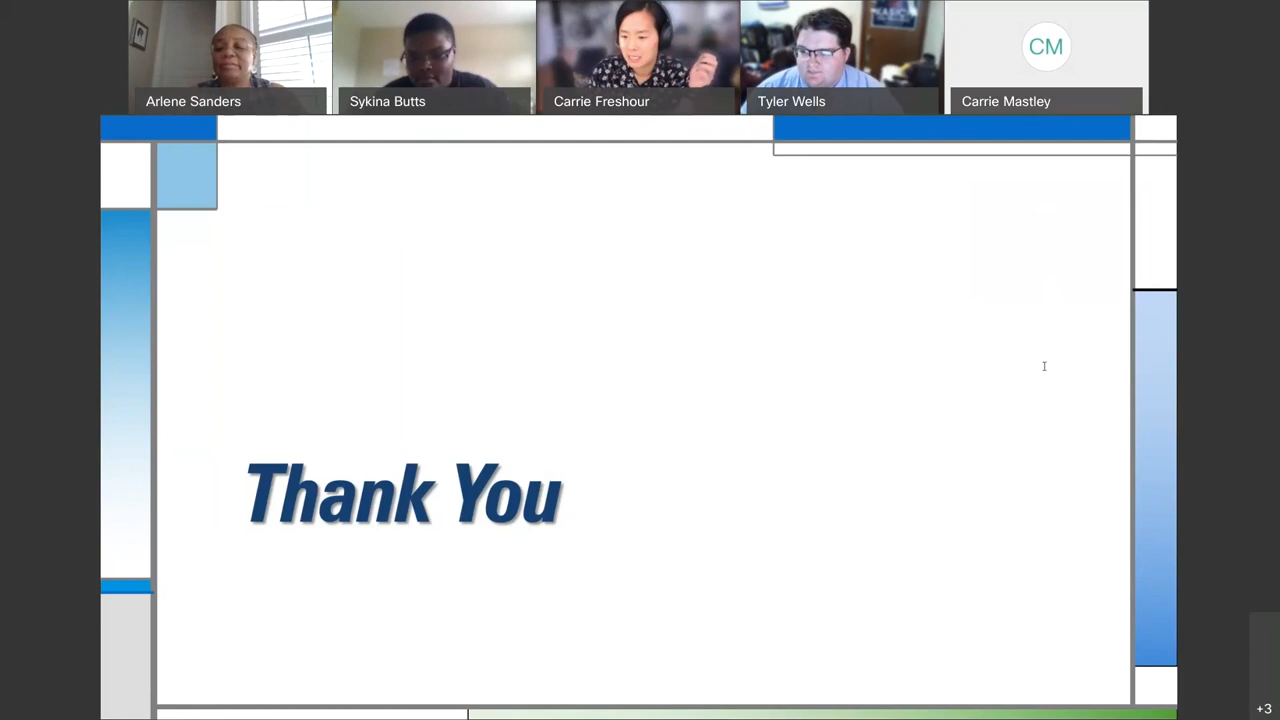 Arlene Sanders
Sykina Butts
Carrie Freshour
Tyler Wells
CM
Carrie Mastley
Thank You
+3